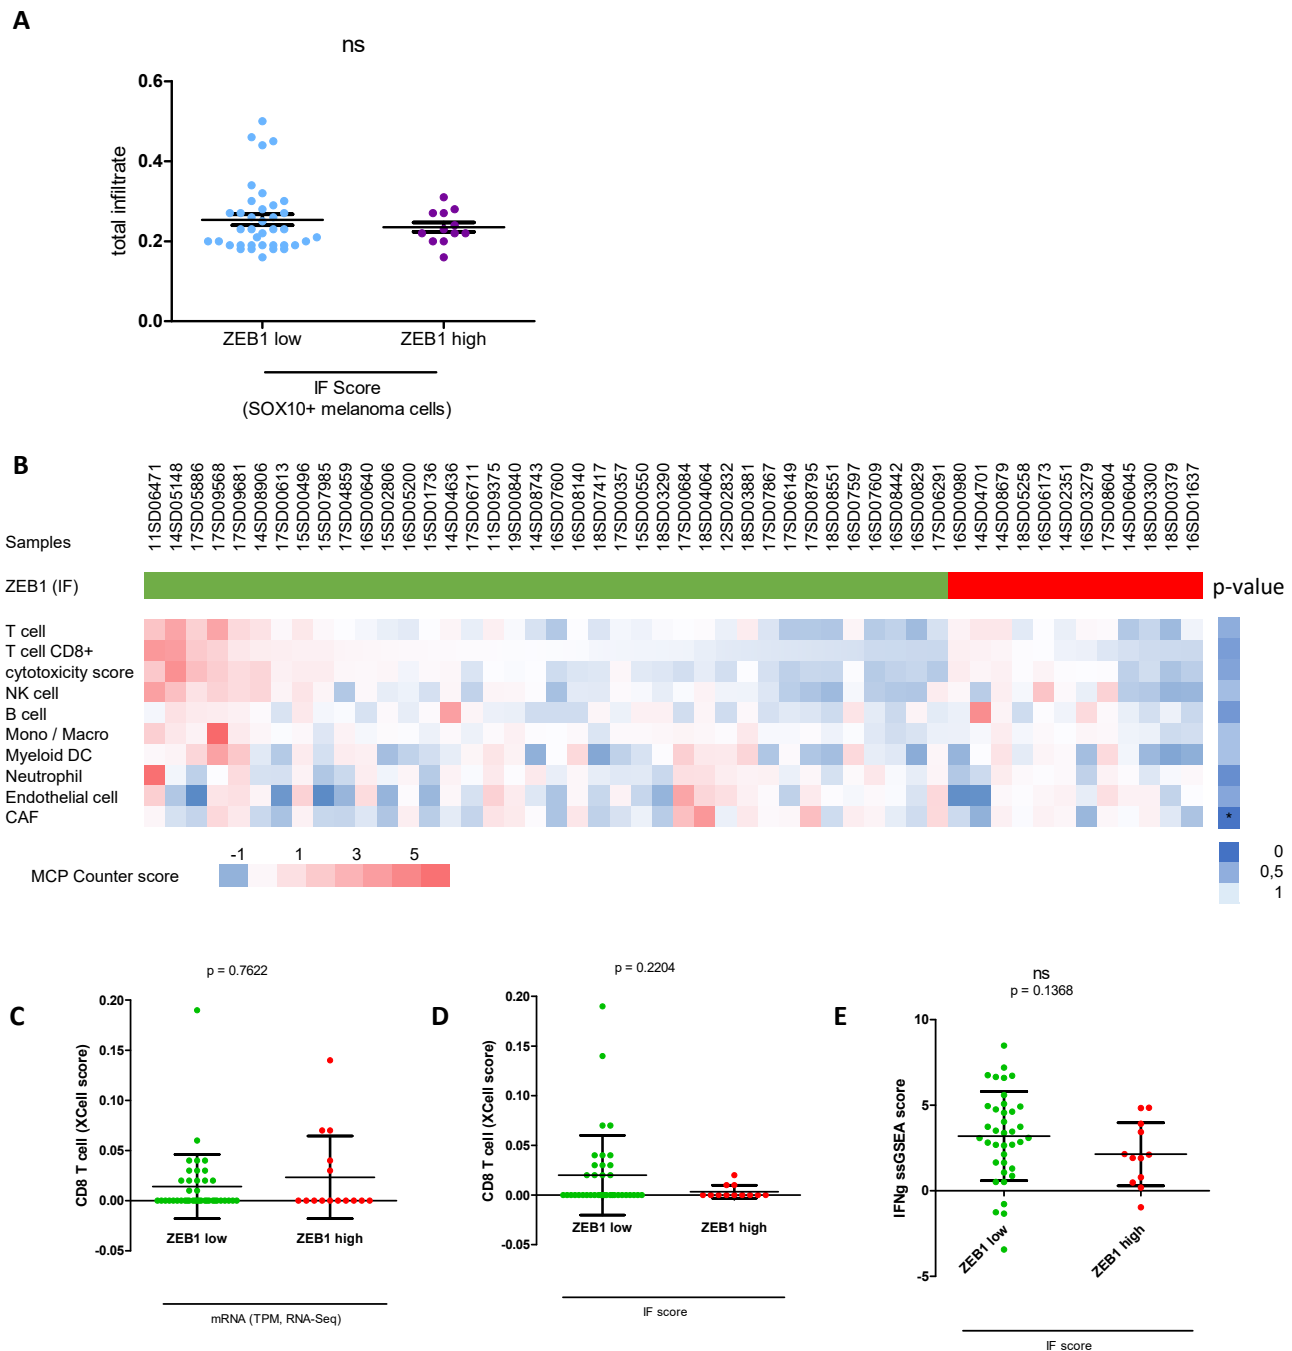 A
ns
0.6
0.4
0.2
0.0
total infiltrate
ZEB1 low
ZEB1 high
IF Score
(SOX10+ melanoma cells)
B
Samples
11SD06471
14SD05148
17SD05886
17SD09568
17SD09681
14SD08906
17SD00613
15SD00496
15SD07985
17SD04859
16SD00640
15SD02806
16SD05200
15SD01736
14SD04636
17SD06711
11SD09375
19SD00840
14SD08743
16SD07600
16SD08140
18SD07417
17SD00357
15SD00550
18SD03290
17SD00684
18SD04064
12SD02832
18SD03881
18SD07867
17SD06149
17SD08795
18SD08551
16SD07597
16SD07609
16SD08442
16SD00829
17SD06291
16SD00980
14SD04701
14SD08679
18SD05258
16SD06173
14SD02351
16SD03279
17SD08604
14SD06045
18SD03300
18SD00379
16SD01637
ZEB1 (IF)
p-value
T cell
T cell CD8+
cytotoxicity score
NK cell
B cell
Mono / Macro
Myeloid DC
Neutrophil
Endothelial cell
CAF
*
MCP Counter score
-1 1 3 5
0
0,5
1
C
p = 0.7622
0.20
0.15
0.10
0.05
0.00
-0.05
CD8 T cell (XCell score)
ZEB1 low
ZEB1 high
mRNA (TPM, RNA-Seq)
D
p = 0.2204
0.20
0.15
0.10
0.05
0.00
-0.05
CD8 T cell (XCell score)
ZEB1 low
ZEB1 high
IF score
E
ns
p = 0.1368
10
5
0
-5
IFNg ssGSEA score
ZEB1 low
ZEB1 high
IF score